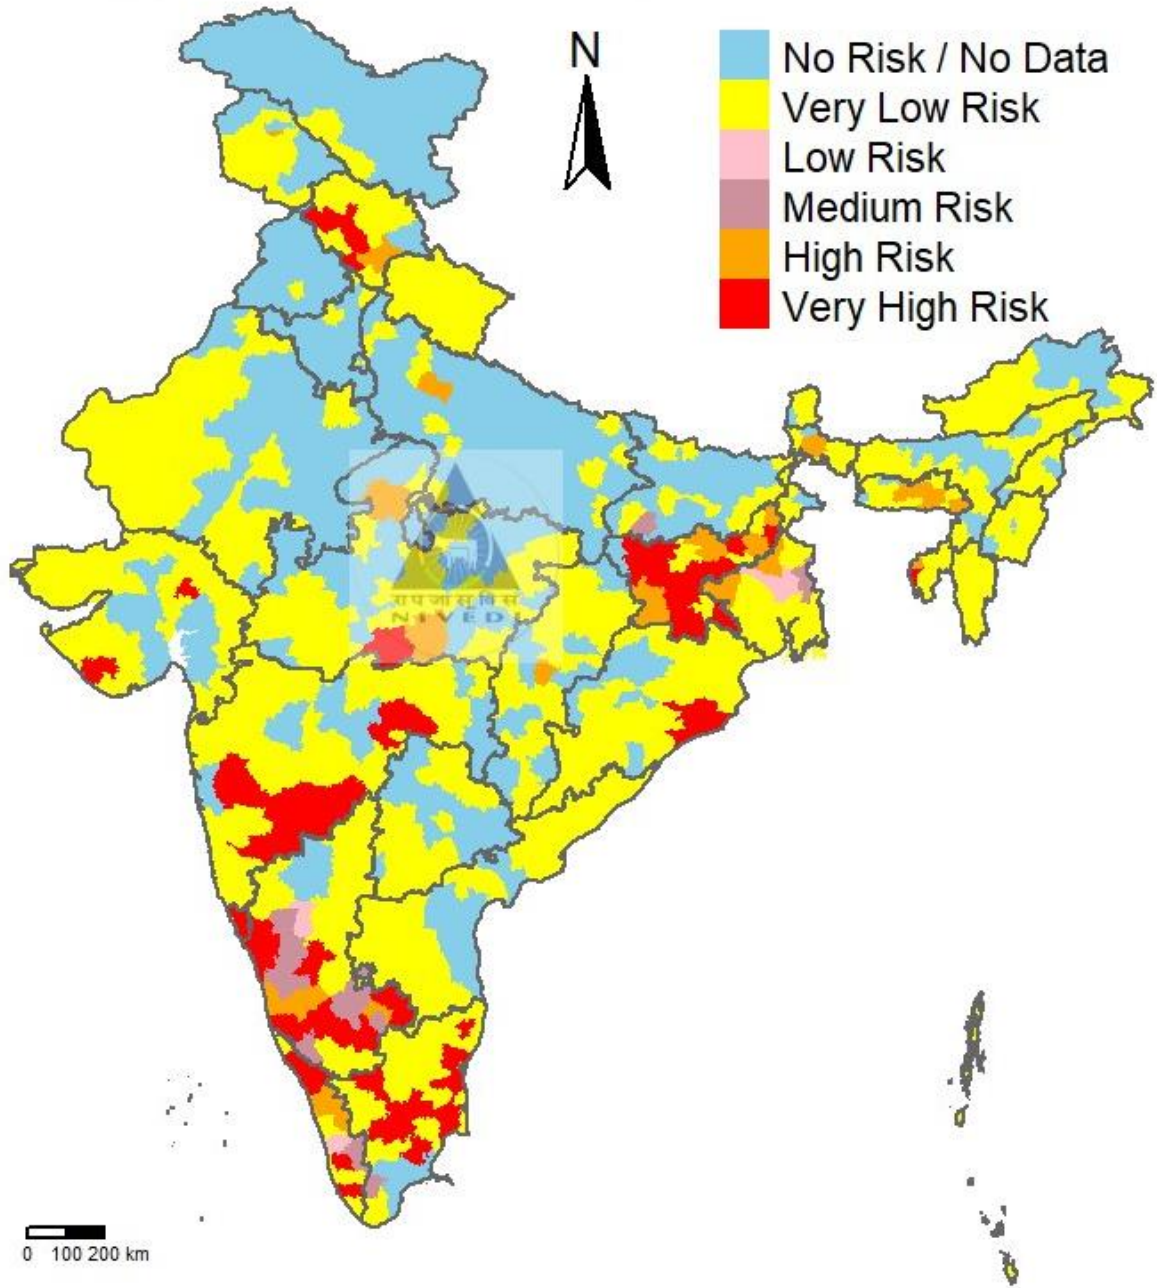 N
No Risk / No Data
Very Low Risk
Low Risk
Medium Risk
High Risk
Very High Risk
NIVEDI
0 100 200 km